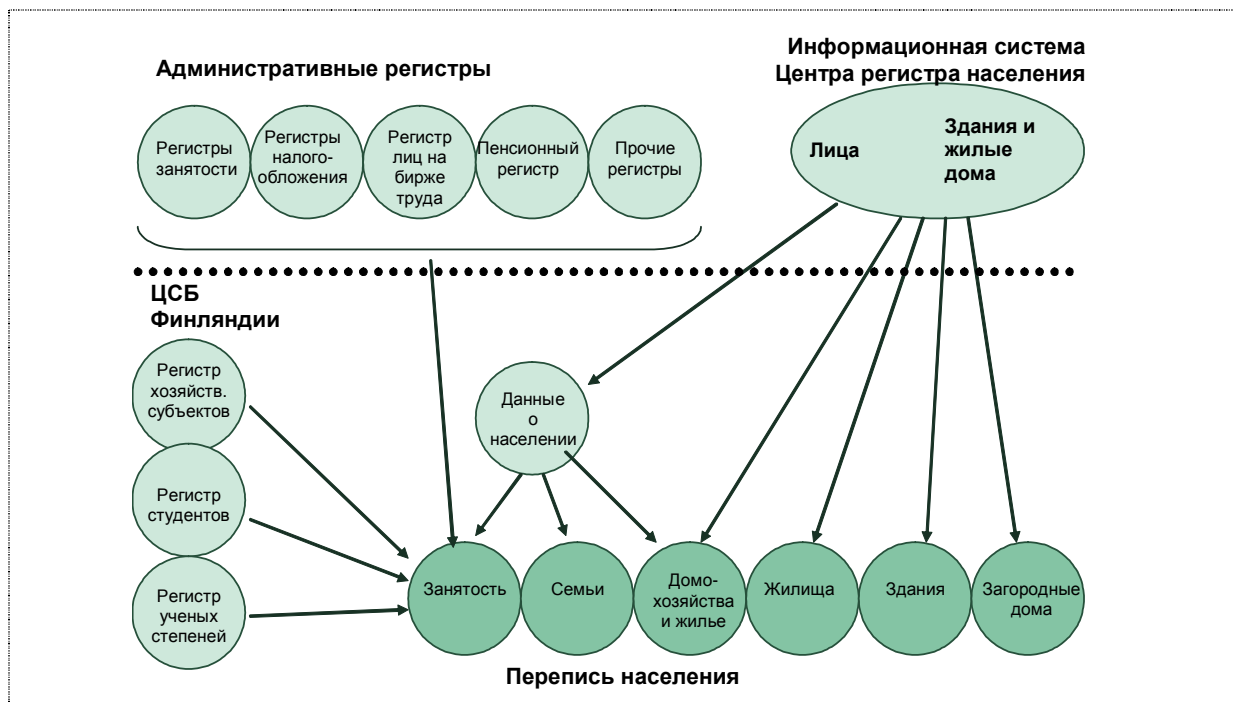 Информационная система
Центра регистра населения
Административные регистры
Регистры
занятости
Регистры
налого-
обложения
Регистр
лиц на
бирже
труда
Пенсионный
регистр
Прочие
регистры
Лица
Здания и
жилые
дома
ЦСБ
Финляндии
Регистр
хозяйств.
субъектов
Данные
о
населении
Регистр
студентов
Регистр
ученых
степеней
Занятость
Семьи
Домо-
хозяйства
и жилье
Жилища
Здания
Загородные
дома
Перепись населения